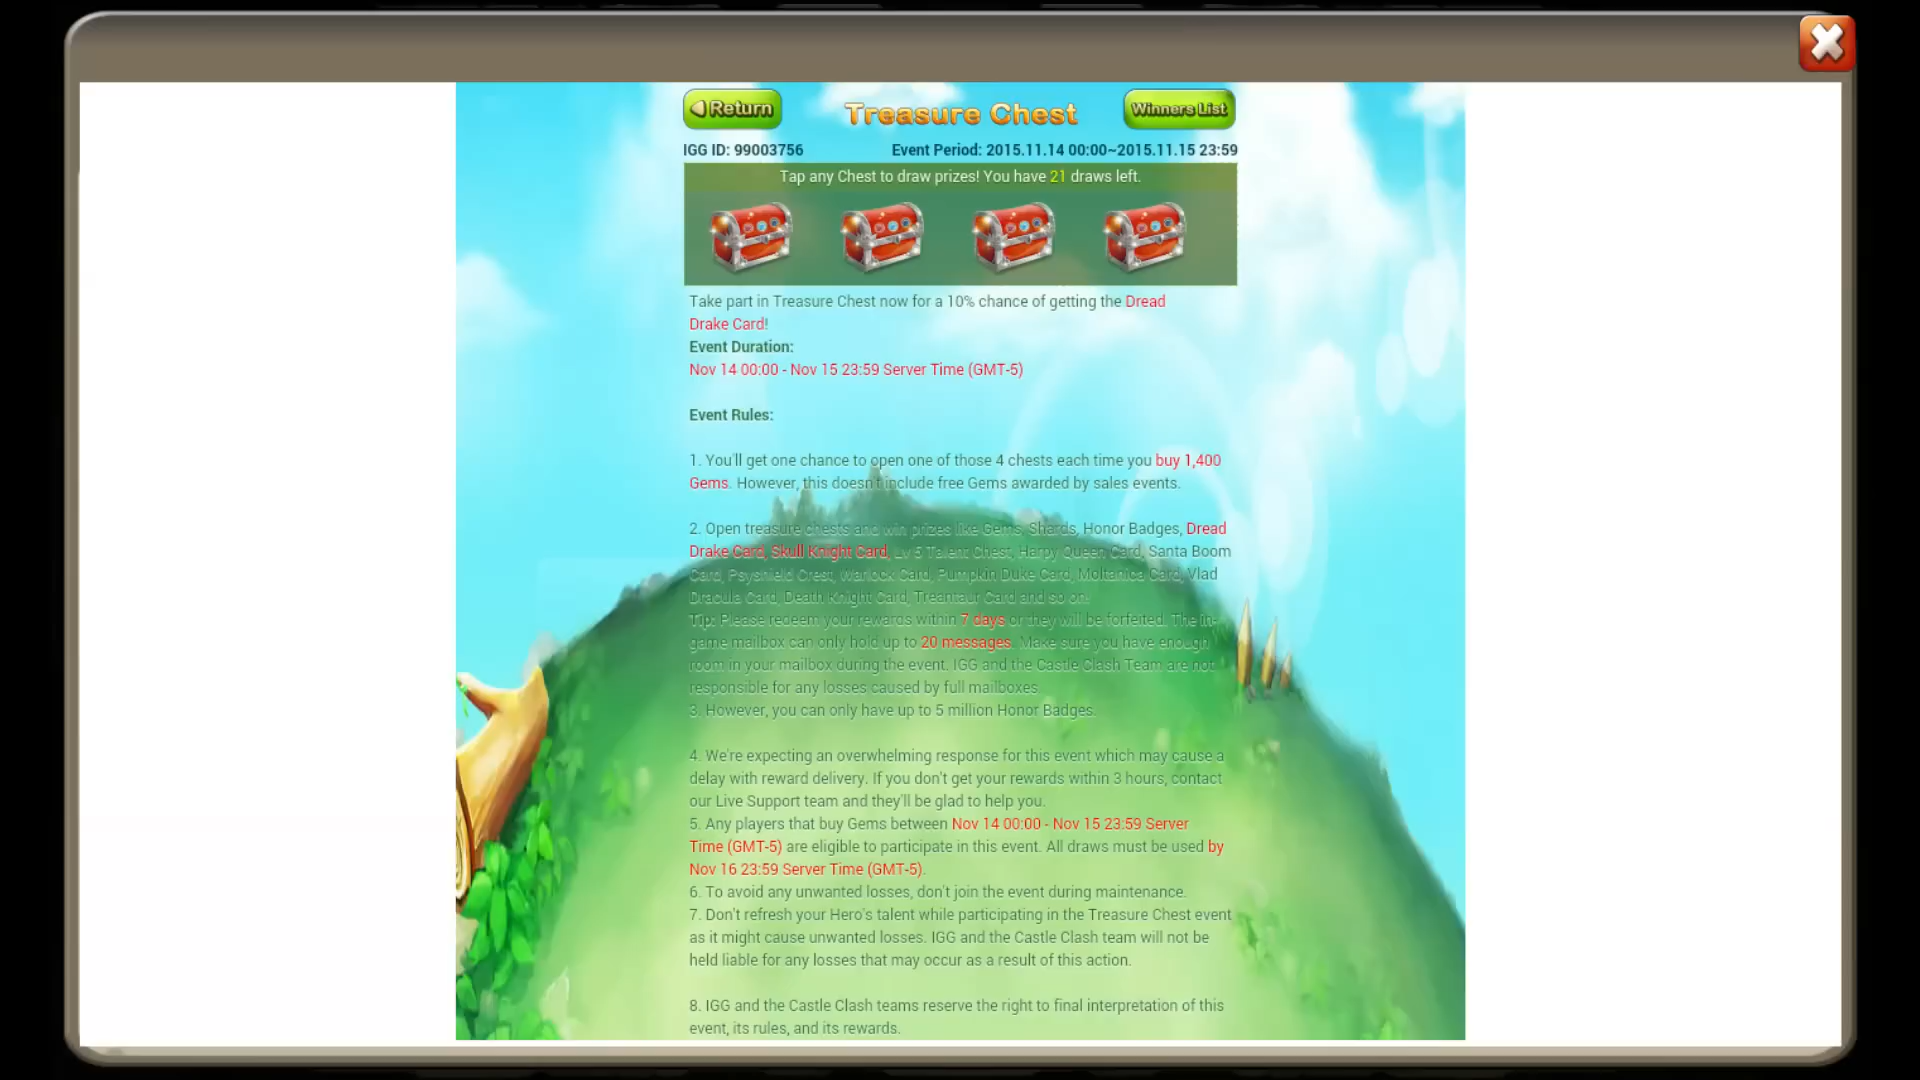 Return
Treasure Chest
Winners List
IGG ID: 99003756
Event Period: 2015.11.14 00:00~2015.11.15 23:59
Tap any Chest to draw prizes! You have 21 draws left.
Take part in Treasure Chest now for a 10% chance of getting the Dread
Drake Card!
Event Duration:
Nov 14 00:00 - Nov 15 23:59 Server Time (GMT-5)
Event Rules:
1. You'll get one chance to open one of those 4 chests each time you buy 1,400
Gems. However, this doesn't include free Gems awarded by sales events.
2. Open treasure chests and win prizes like Gems, Shards, Honor Badges, Dread
Drake Card, Skull Knight Card, Lv 5 Talent Chest, Harpy Queen Card, Santa Boom
Card, Psyshield Crest, Warlock Card, Pumpkin Duke Card, Moltanica Card, Vlad
Dracula Card, Death Knight Card, Treantaur Card and so on.
Tip: Please redeem your rewards within 7 days or they will be forfeited. The in-
game mailbox can only hold up to 20 messages. Make sure you have enough
room in your mailbox during the event. IGG and the Castle Clash Team are not
responsible for any losses caused by full mailboxes.
3. However, you can only have up to 5 million Honor Badges.
4. We're expecting an overwhelming response for this event which may cause a
delay with reward delivery. If you don't get your rewards within 3 hours, contact
our Live Support team and they'll be glad to help you.
5. Any players that buy Gems between Nov 14 00:00 - Nov 15 23:59 Server
Time (GMT-5) are eligible to participate in this event. All draws must be used by
Nov 16 23:59 Server Time (GMT-5).
6. To avoid any unwanted losses, don't join the event during maintenance.
7. Don't refresh your Hero's talent while participating in the Treasure Chest event
as it might cause unwanted losses. IGG and the Castle Clash team will not be
held liable for any losses that may occur as a result of this action.
8. IGG and the Castle Clash teams reserve the right to final interpretation of this
event, its rules, and its rewards.